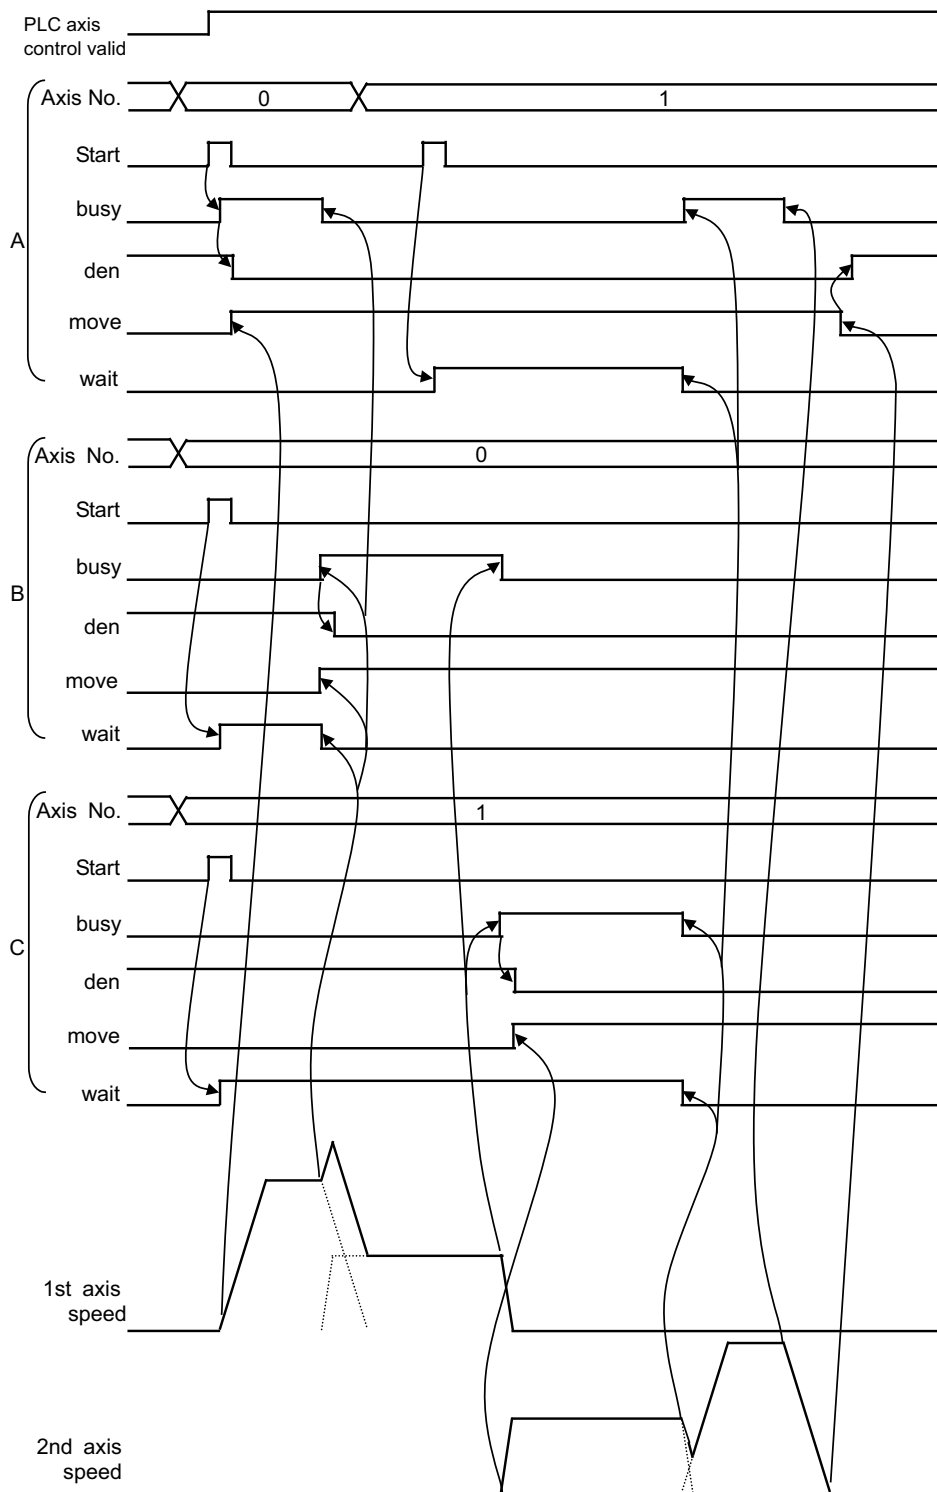 PLC axis
control valid
Axis No.
0
1
Start
busy
A
den
move
wait
Axis No.
0
Start
busy
B
den
move
wait
Axis No.
1
Start
busy
C
den
move
wait
1st axis
speed
2nd axis
speed